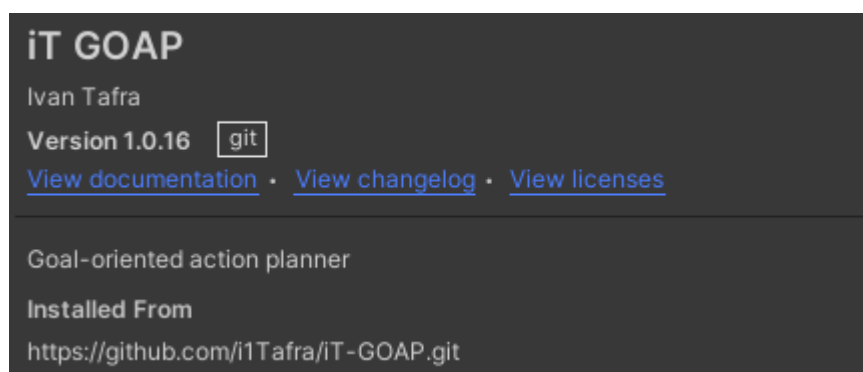 iT GOAP
Ivan Tafra
Version 1.0.16 git
View documentation • View changelog • View licenses
Goal-oriented action planner
Installed From
https://github.com/i1Tafra/iT-GOAP.git